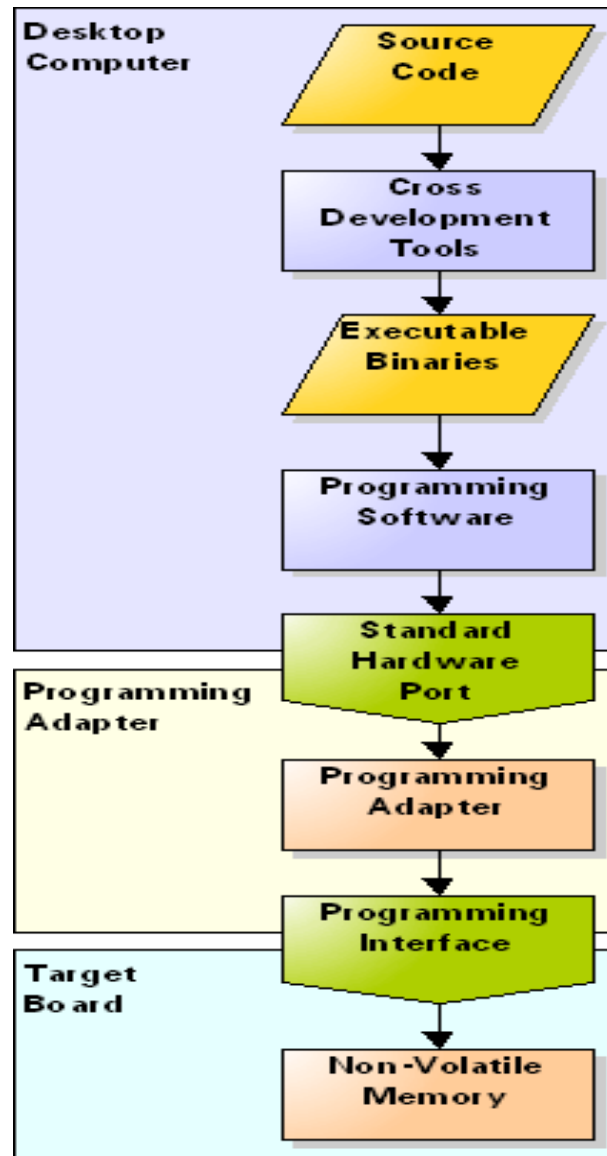 Desktop
Computer
Source
Code
Cross
Development
Tools
Executable
Binaries
Programming
Software
Standard
Hardware
Port
Programming
Adapter
Programming
Adapter
Programming
Interface
Target
Board
Non-Volatile
Memory